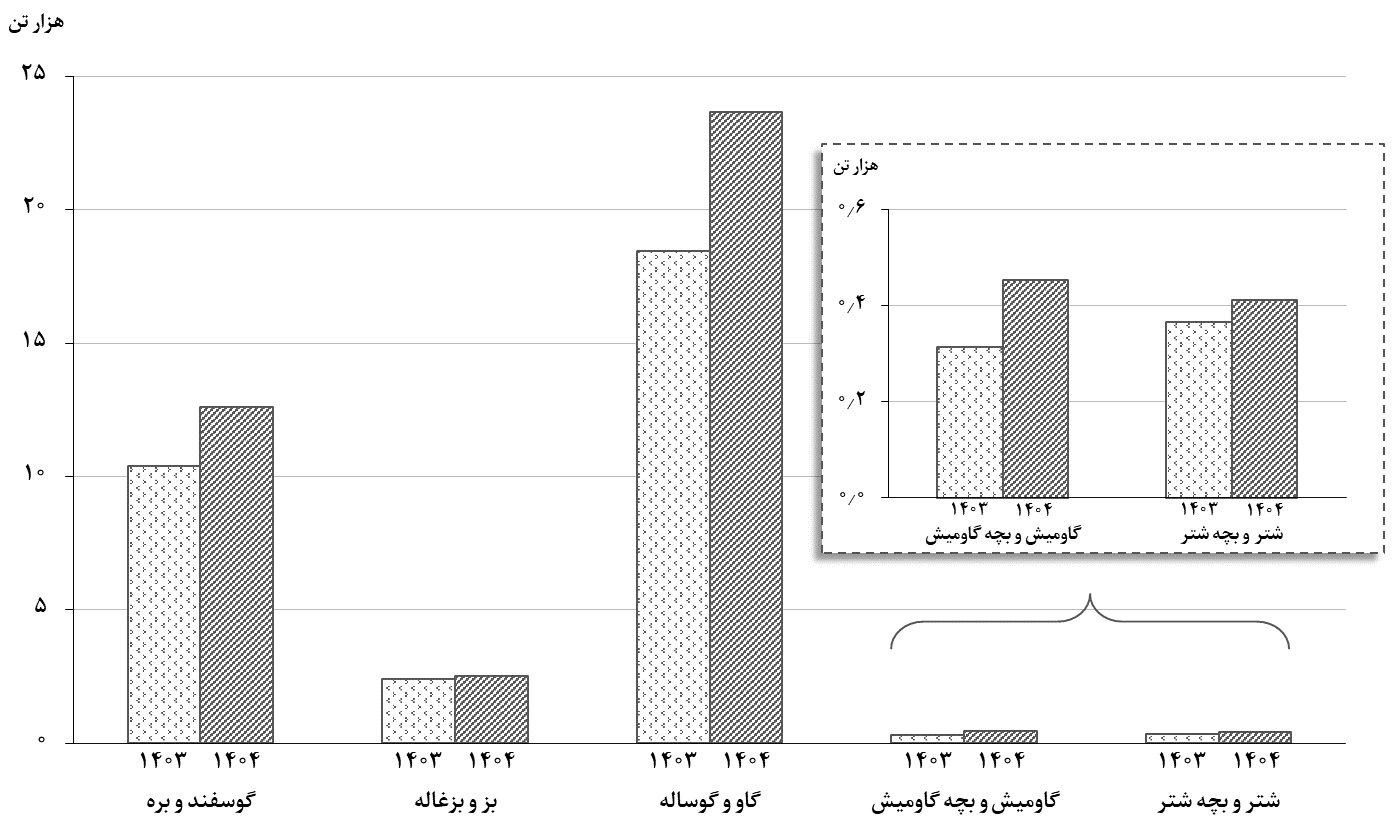 هزار تن
۲۵
۲۰
۱۵
۱۰
۵
۰
۱۴۰۳ ۱۴۰۴
گوسفند و بره
۱۴۰۳ ۱۴۰۴
بز و بزغاله
۱۴۰۳ ۱۴۰۴
گاو و گوساله
۱۴۰۳ ۱۴۰۴
گاومیش و بچه گاومیش
۱۴۰۳ ۱۴۰۴
شتر و بچه شتر
هزار تن
۰٫۶
۰٫۴
۰٫۲
۰٫۰
۱۴۰۳ ۱۴۰۴
گاومیش و بچه گاومیش
۱۴۰۳ ۱۴۰۴
شتر و بچه شتر